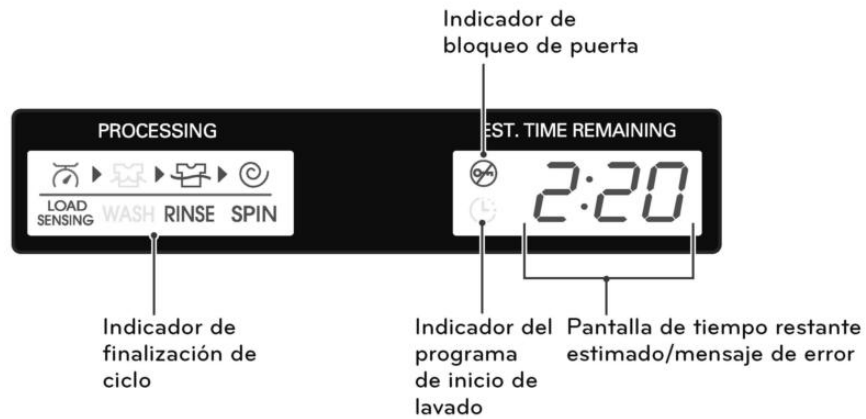 Indicador de
bloqueo de puerta
PROCESSING
EST. TIME REMAINING
LOAD
SENSING
WASH
RINSE
SPIN
2:20
Indicador de
finalización de
ciclo
Indicador del
programa
de inicio de
lavado
Pantalla de tiempo restante
estimado/mensaje de error